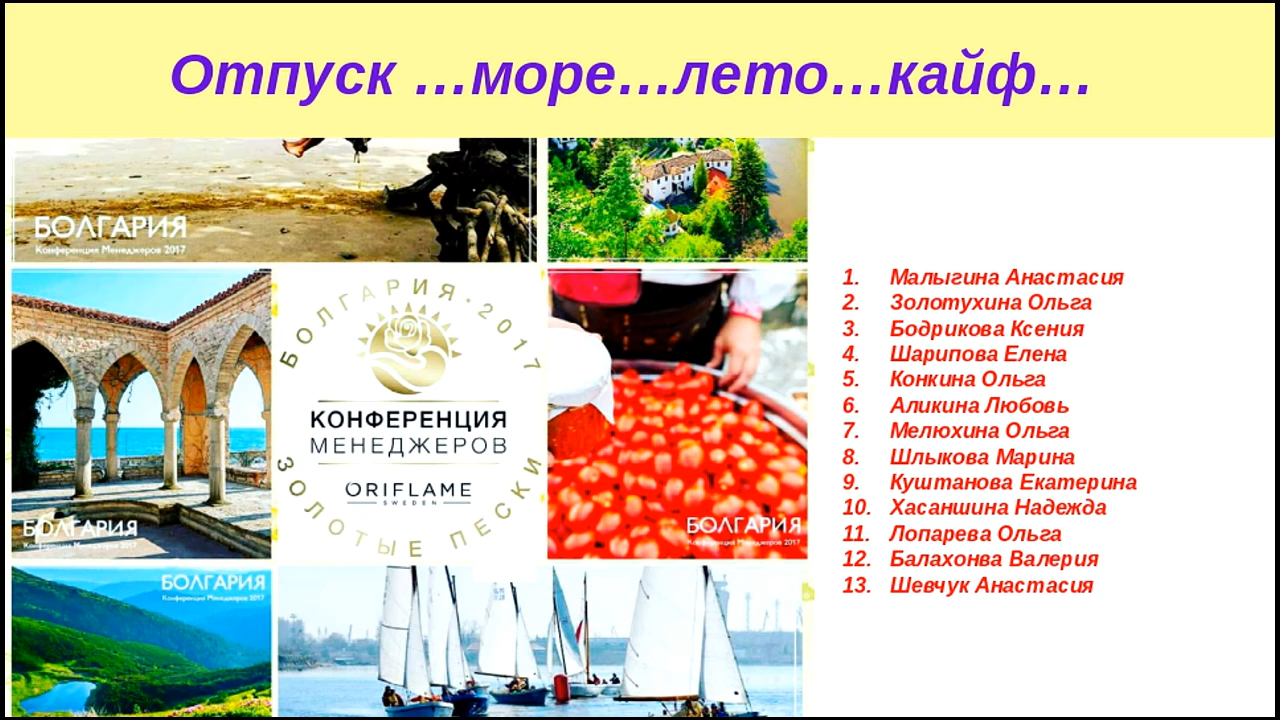 Отпуск ...море...лето...кайф...
БОЛГАРИЯ
Конференция Менеджеров 2017
БОЛГАРИЯ · 2017
КОНФЕРЕНЦИЯ
МЕНЕДЖЕРОВ
ORIFLAME
SWEDEN
ЗОЛОТЫЕ ПЕСКИ
БОЛГАРИЯ
Конференция Менеджеров 2017
БОЛГАРИЯ
Конференция Менеджеров 2017
БОЛГАРИЯ
Конференция Менеджеров 2017
1. Малыгина Анастасия
2. Золотухина Ольга
3. Бодрикова Ксения
4. Шарипова Елена
5. Конкина Ольга
6. Аликина Любовь
7. Мелюхина Ольга
8. Шлыкова Марина
9. Куштанова Екатерина
10. Хасаншина Надежда
11. Лопарева Ольга
12. Балахонва Валерия
13. Шевчук Анастасия